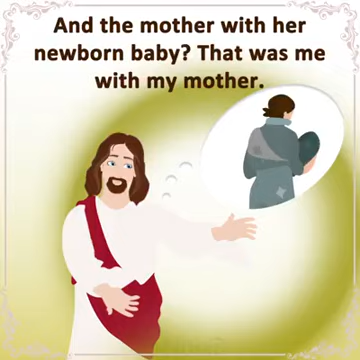 And the mother with her
newborn baby? That was me
with my mother.